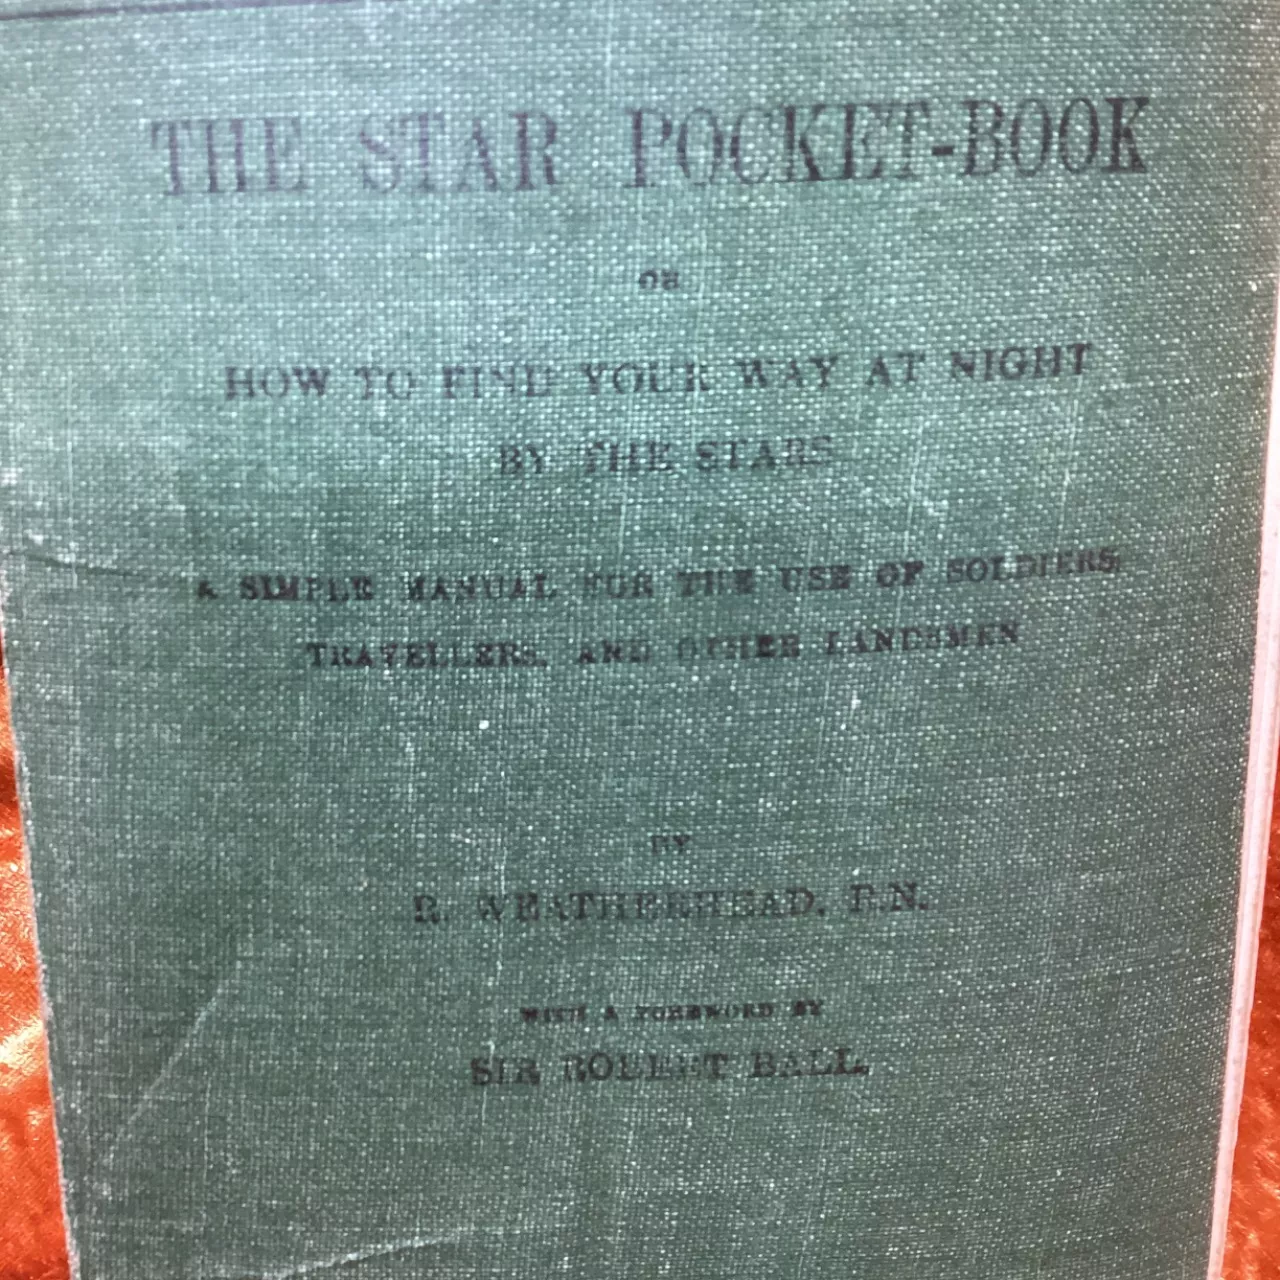 THE STAR POCKET-BOOK
OR
HOW TO FIND YOUR WAY AT NIGHT
BY THE STARS
A SIMPLE MANUAL FOR THE USE OF SOLDIERS,
TRAVELLERS, AND OTHER LANDSMEN
BY
R. WEATHERHEAD, R.N.
WITH A FOREWORD BY
SIR ROBERT BALL.